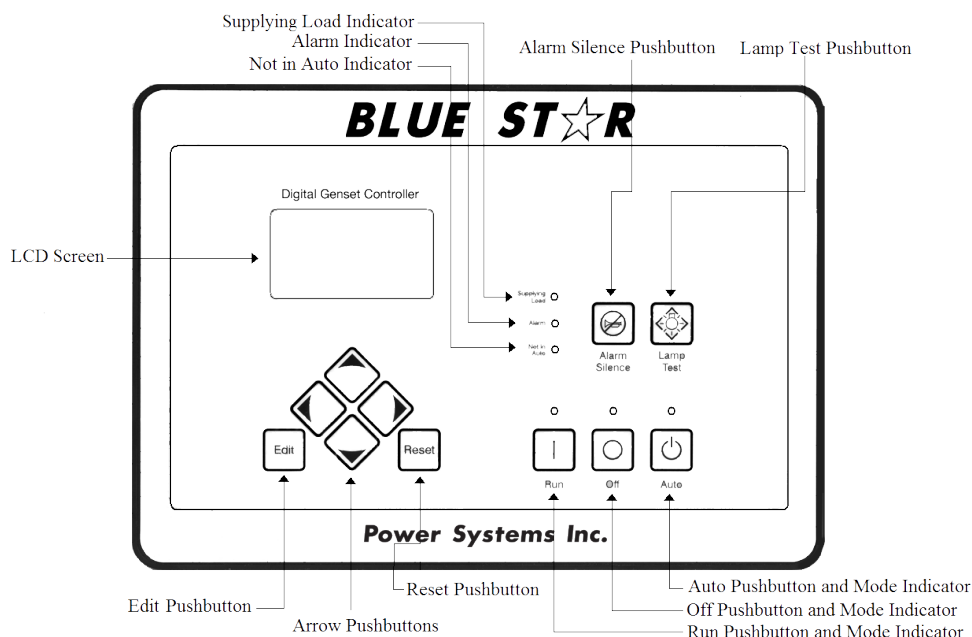 Supplying Load Indicator
Alarm Indicator
Not in Auto Indicator
Alarm Silence Pushbutton
Lamp Test Pushbutton
BLUE ST☆R
Digital Genset Controller
LCD Screen
Supplying
Load
Alarm
Not in
Auto
Alarm
Silence
Lamp
Test
Edit
Reset
Run
Off
Auto
Power Systems Inc.
Reset Pushbutton
Edit Pushbutton
Arrow Pushbuttons
Auto Pushbutton and Mode Indicator
Off Pushbutton and Mode Indicator
Run Pushbutton and Mode Indicator